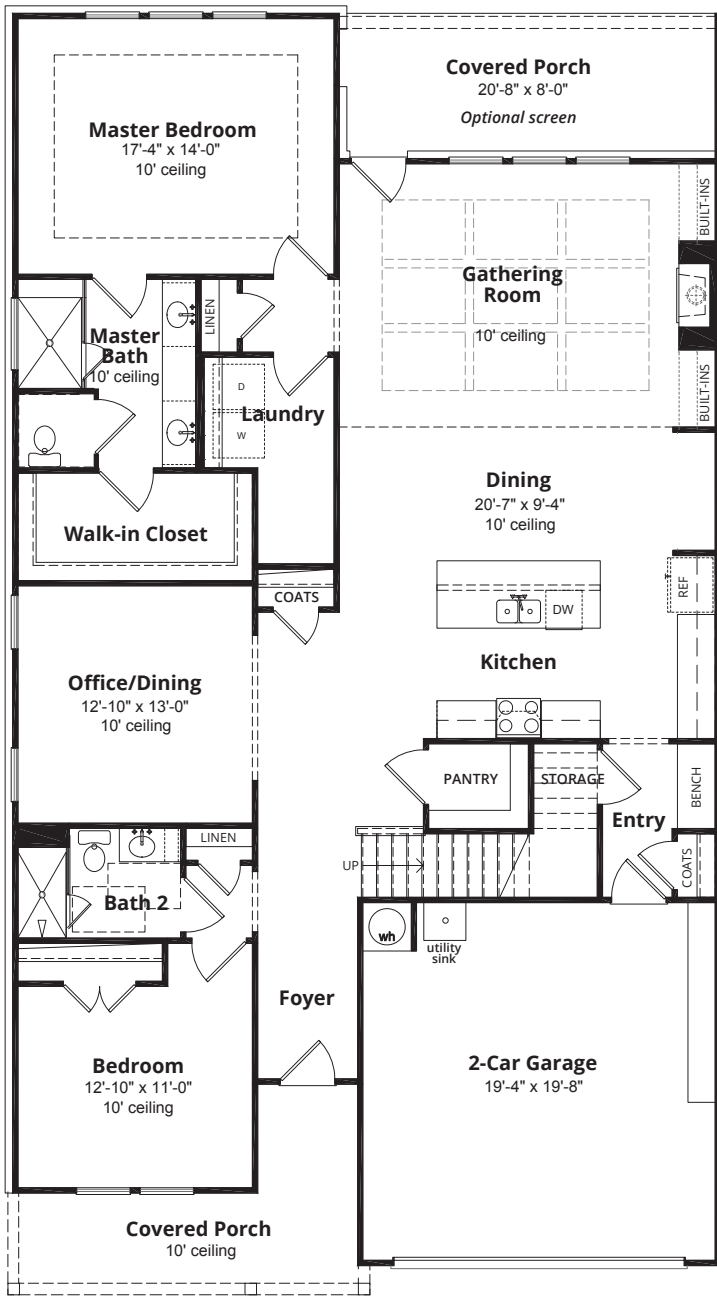 Covered Porch
20'-8" x 8'-0"
Optional screen
Master Bedroom
17'-4" x 14'-0"
10' ceiling
BUILT-INS
Gathering
Room
10' ceiling
BUILT-INS
LINEN
Master
Bath
10' ceiling
D
W
Laundry
Dining
20'-7" x 9'-4"
10' ceiling
Walk-in Closet
COATS
REF
DW
Kitchen
Office/Dining
12'-10" x 13'-0"
10' ceiling
PANTRY
STORAGE
BENCH
Entry
COATS
LINEN
UP
Bath 2
wh
utility
sink
Foyer
Bedroom
12'-10" x 11'-0"
10' ceiling
2-Car Garage
19'-4" x 19'-8"
Covered Porch
10' ceiling